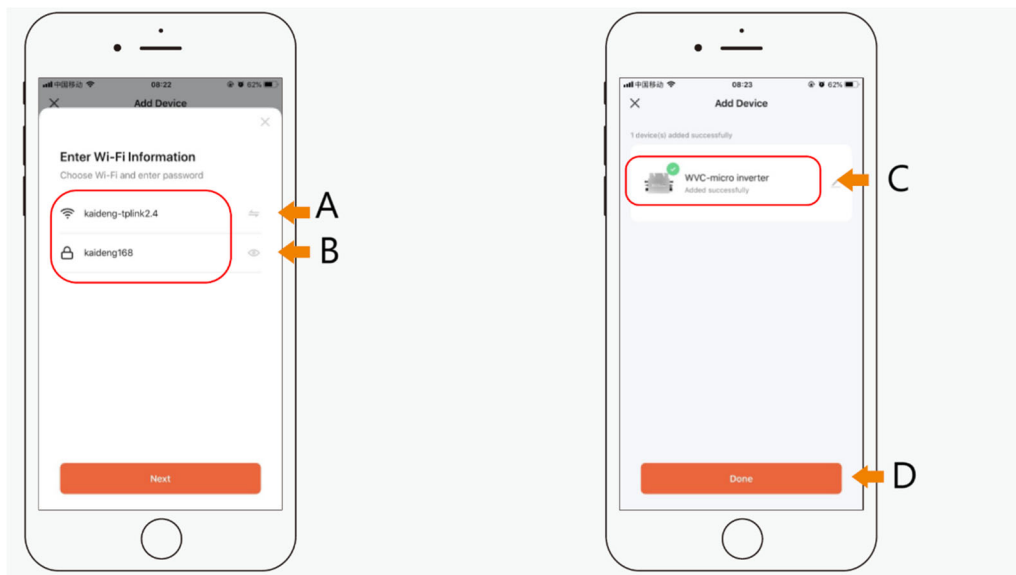 中国移动 08:22 62%
Add Device
Enter Wi-Fi Information
Choose Wi-Fi and enter password
kaideng-tplink2.4
A
kaideng168
B
Next
中国移动 08:23 62%
Add Device
1 device(s) added successfully
WVC-micro inverter
Added successfully
C
Done
D